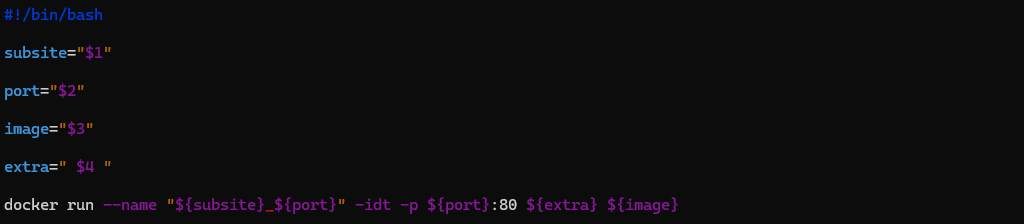 #!/bin/bash
subsite="$1"
port="$2"
image="$3"
extra=" $4 "
docker run --name "${subsite}_${port}" -idt -p ${port}:80 ${extra} ${image}